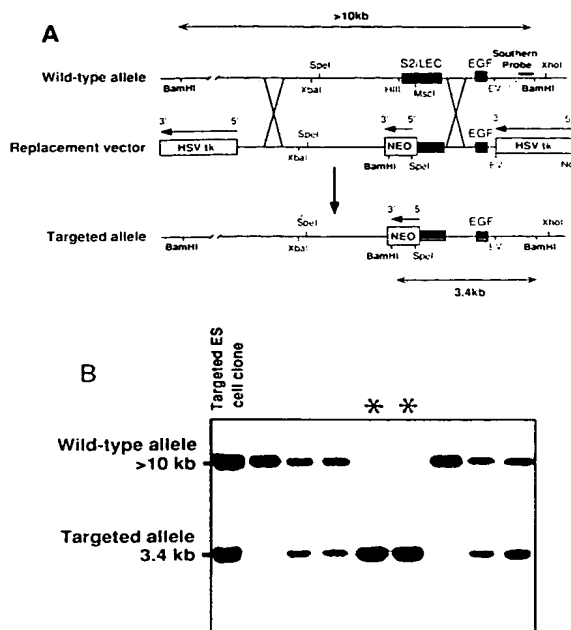 A
>10kb
Wild-type allele
BamHI
SpeI
XbaI
S2/LEC
HIII
MscI
EGF
EV
Southern
Probe
BamHI
XhoI
Replacement vector
3'
5'
HSV tk
SpeI
XbaI
3'
5'
NEO
BamHI
SpeI
EGF
3'
5'
HSV tk
EV
Targeted allele
BamHI
SpeI
XbaI
3'
5
NEO
BamHI
SpeI
EGF
EV
BamHI
XhoI
3.4kb
B
Targeted ES
cell clone
* *
Wild-type allele
>10 kb
Targeted allele
3.4 kb